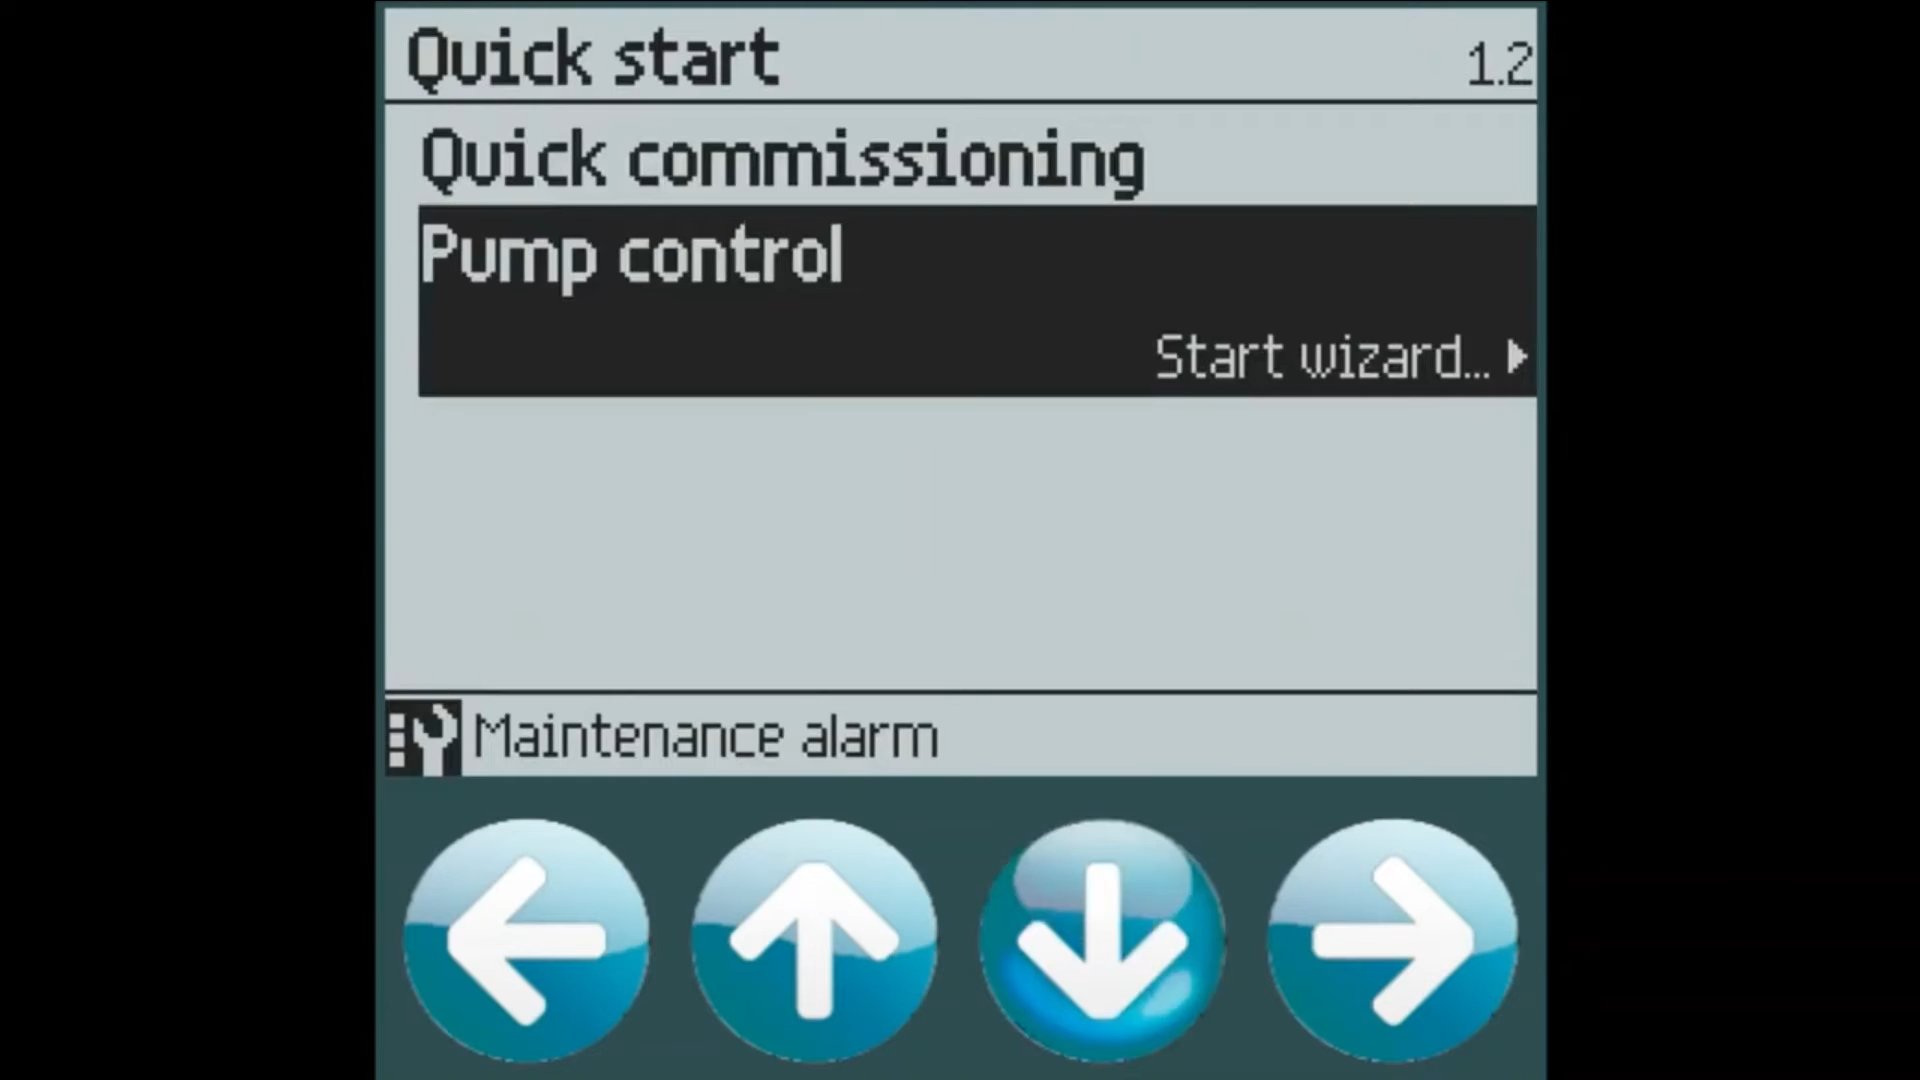 Quick start 1.2
Quick commissioning
Pump control
Start wizard...
Maintenance alarm